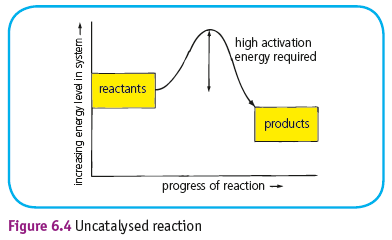 increasing energy level in system
reactants
high activation
energy required
products
progress of reaction
Figure 6.4 Uncatalysed reaction